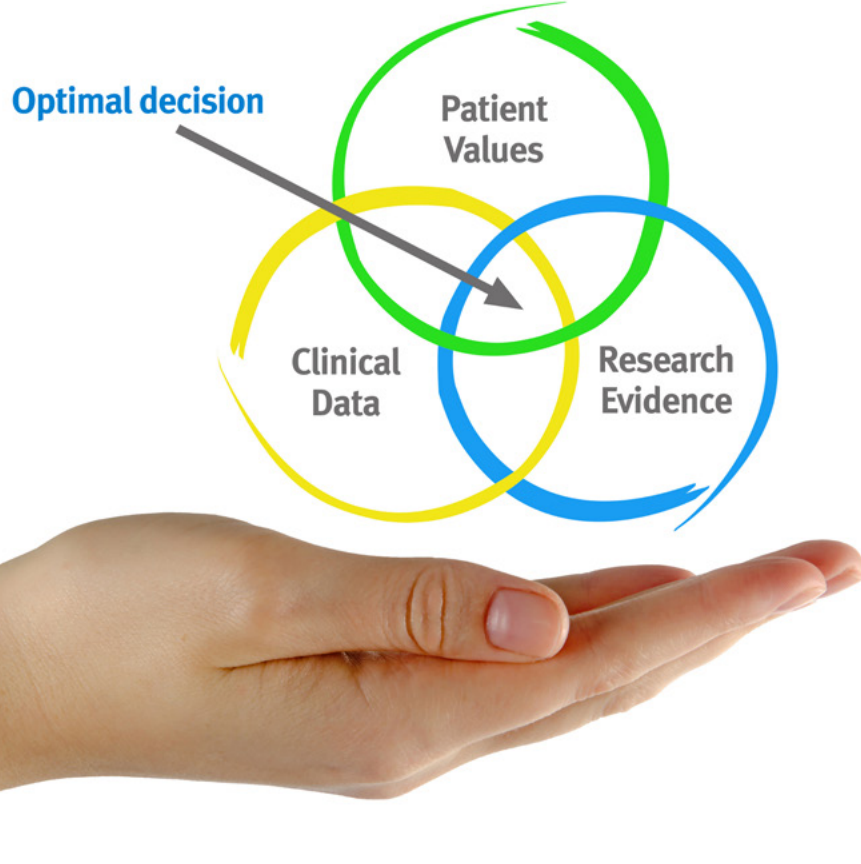 Optimal decision
Patient
Values
Clinical
Data
Research
Evidence